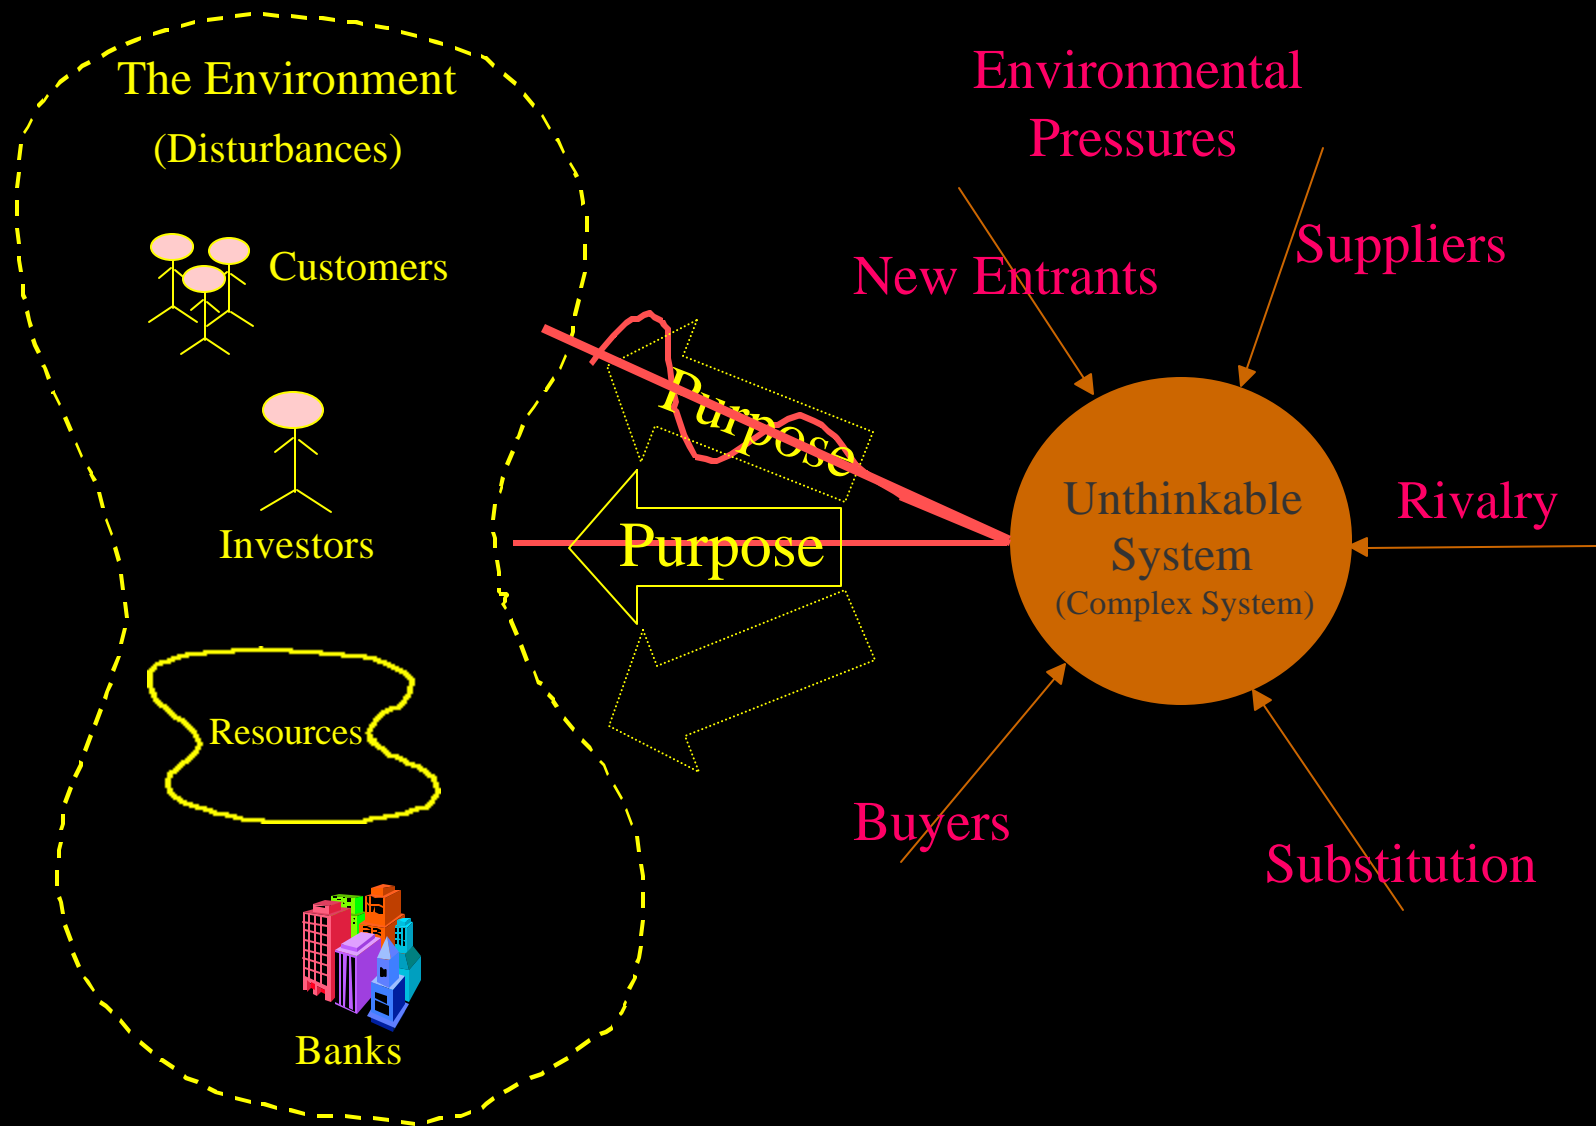 The Environment
(Disturbances)
Customers
Investors
Resources
Banks
Purpose
Purpose
Environmental
Pressures
New Entrants
Suppliers
Unthinkable
System
(Complex System)
Rivalry
Buyers
Substitution